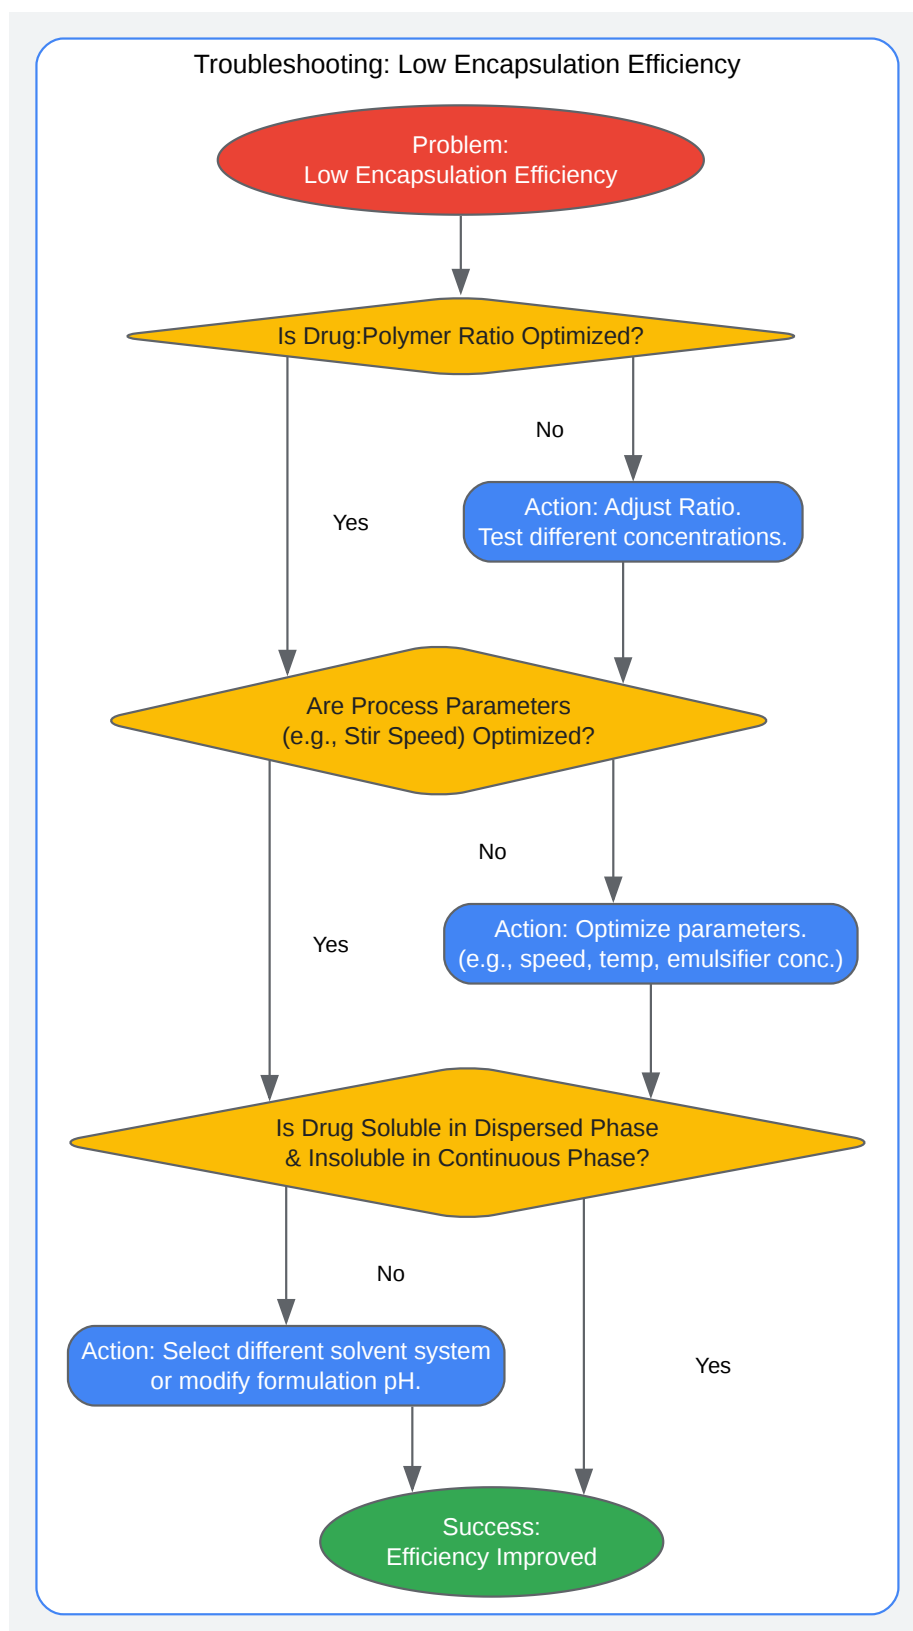 Troubleshooting: Low Encapsulation Efficiency
Problem:
Low Encapsulation Efficiency
Is Drug:Polymer Ratio Optimized?
No
Action: Adjust Ratio.
Test different concentrations.
Yes
Are Process Parameters
(e.g., Stir Speed) Optimized?
No
Action: Optimize parameters.
(e.g., speed, temp, emulsifier conc.)
Yes
Is Drug Soluble in Dispersed Phase
& Insoluble in Continuous Phase?
No
Action: Select different solvent system
or modify formulation pH.
Yes
Success:
Efficiency Improved